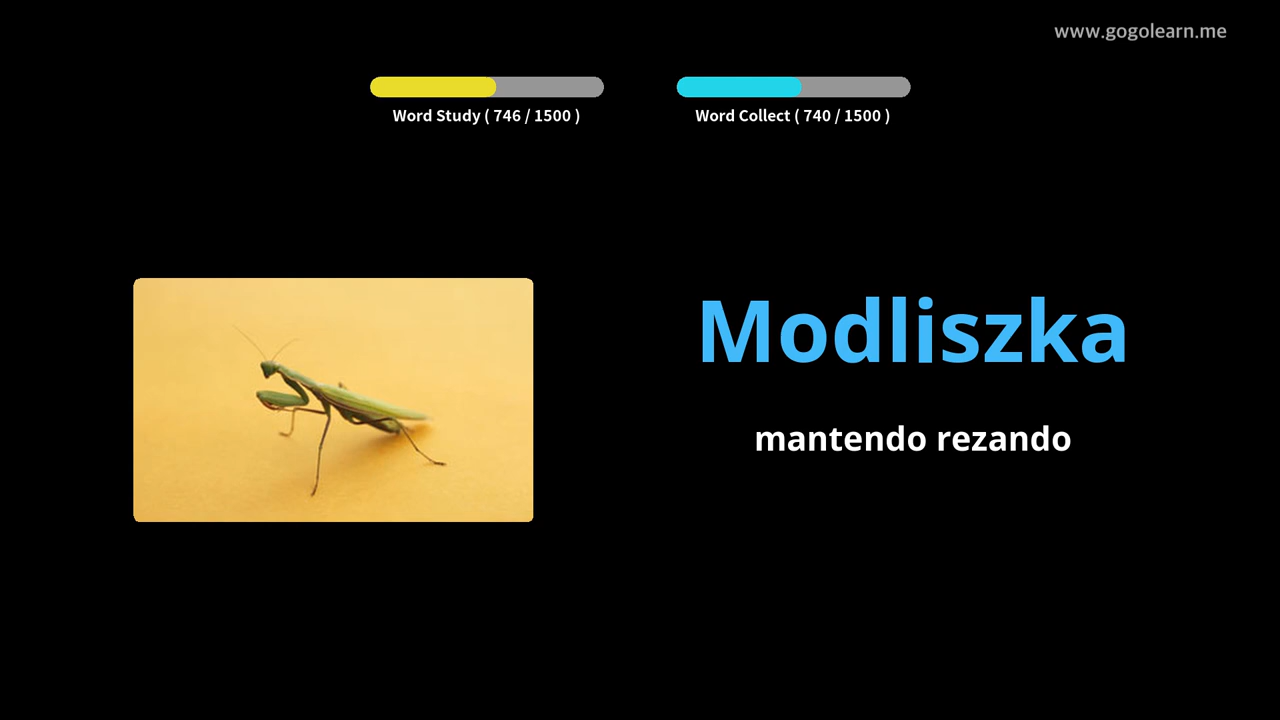 www.gogolearn.me
Word Study ( 746 / 1500 )
Word Collect ( 740 / 1500 )
Modliszka
mantendo rezando